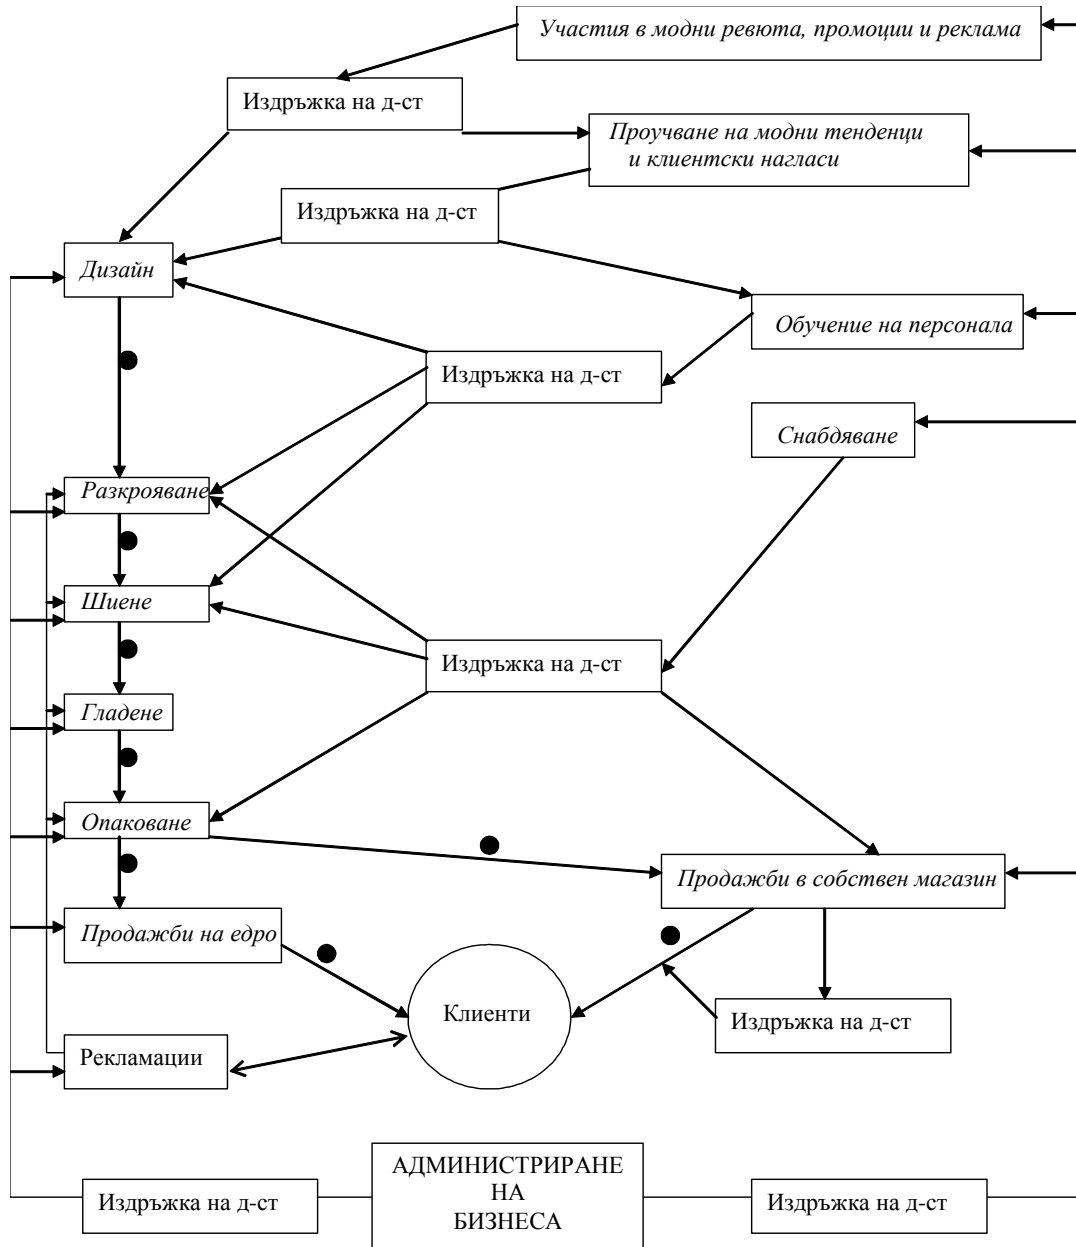 Участия в модни ревюта, промоции и реклама
Издръжка на д-ст
Проучване на модни тенденци
и клиентски нагласи
Издръжка на д-ст
Дизайн
Обучение на персонала
Издръжка на д-ст
Снабдяване
Разкрояване
Шиене
Издръжка на д-ст
Гладене
Опаковане
Продажби в собствен магазин
Продажби на едро
Клиенти
Издръжка на д-ст
Рекламации
АДМИНИСТРИРАНЕ
НА
БИЗНЕСА
Издръжка на д-ст
Издръжка на д-ст